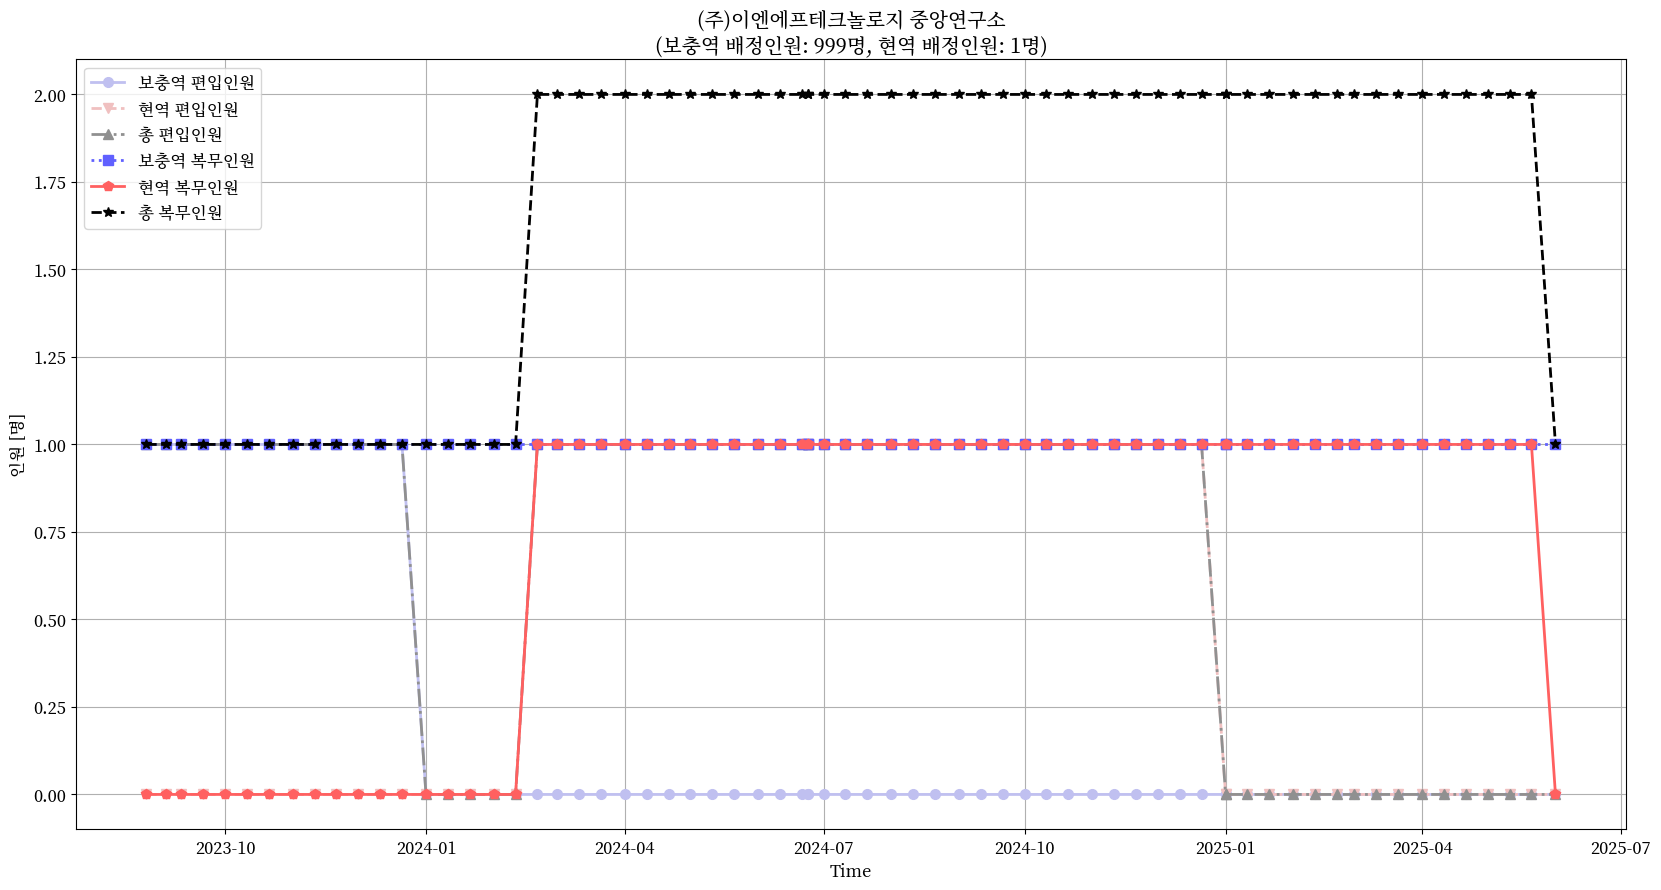 (주)이엔에프테크놀로지 중앙연구소
(보충역 배정인원: 999명, 현역 배정인원: 1명)
보충역 편입인원
현역 편입인원
총 편입인원
보충역 복무인원
현역 복무인원
총 복무인원
2.00
1.75
1.50
1.25
1.00
0.75
0.50
0.25
0.00
인원 [명]
2023-10
2024-01
2024-04
2024-07
2024-10
2025-01
2025-04
2025-07
Time